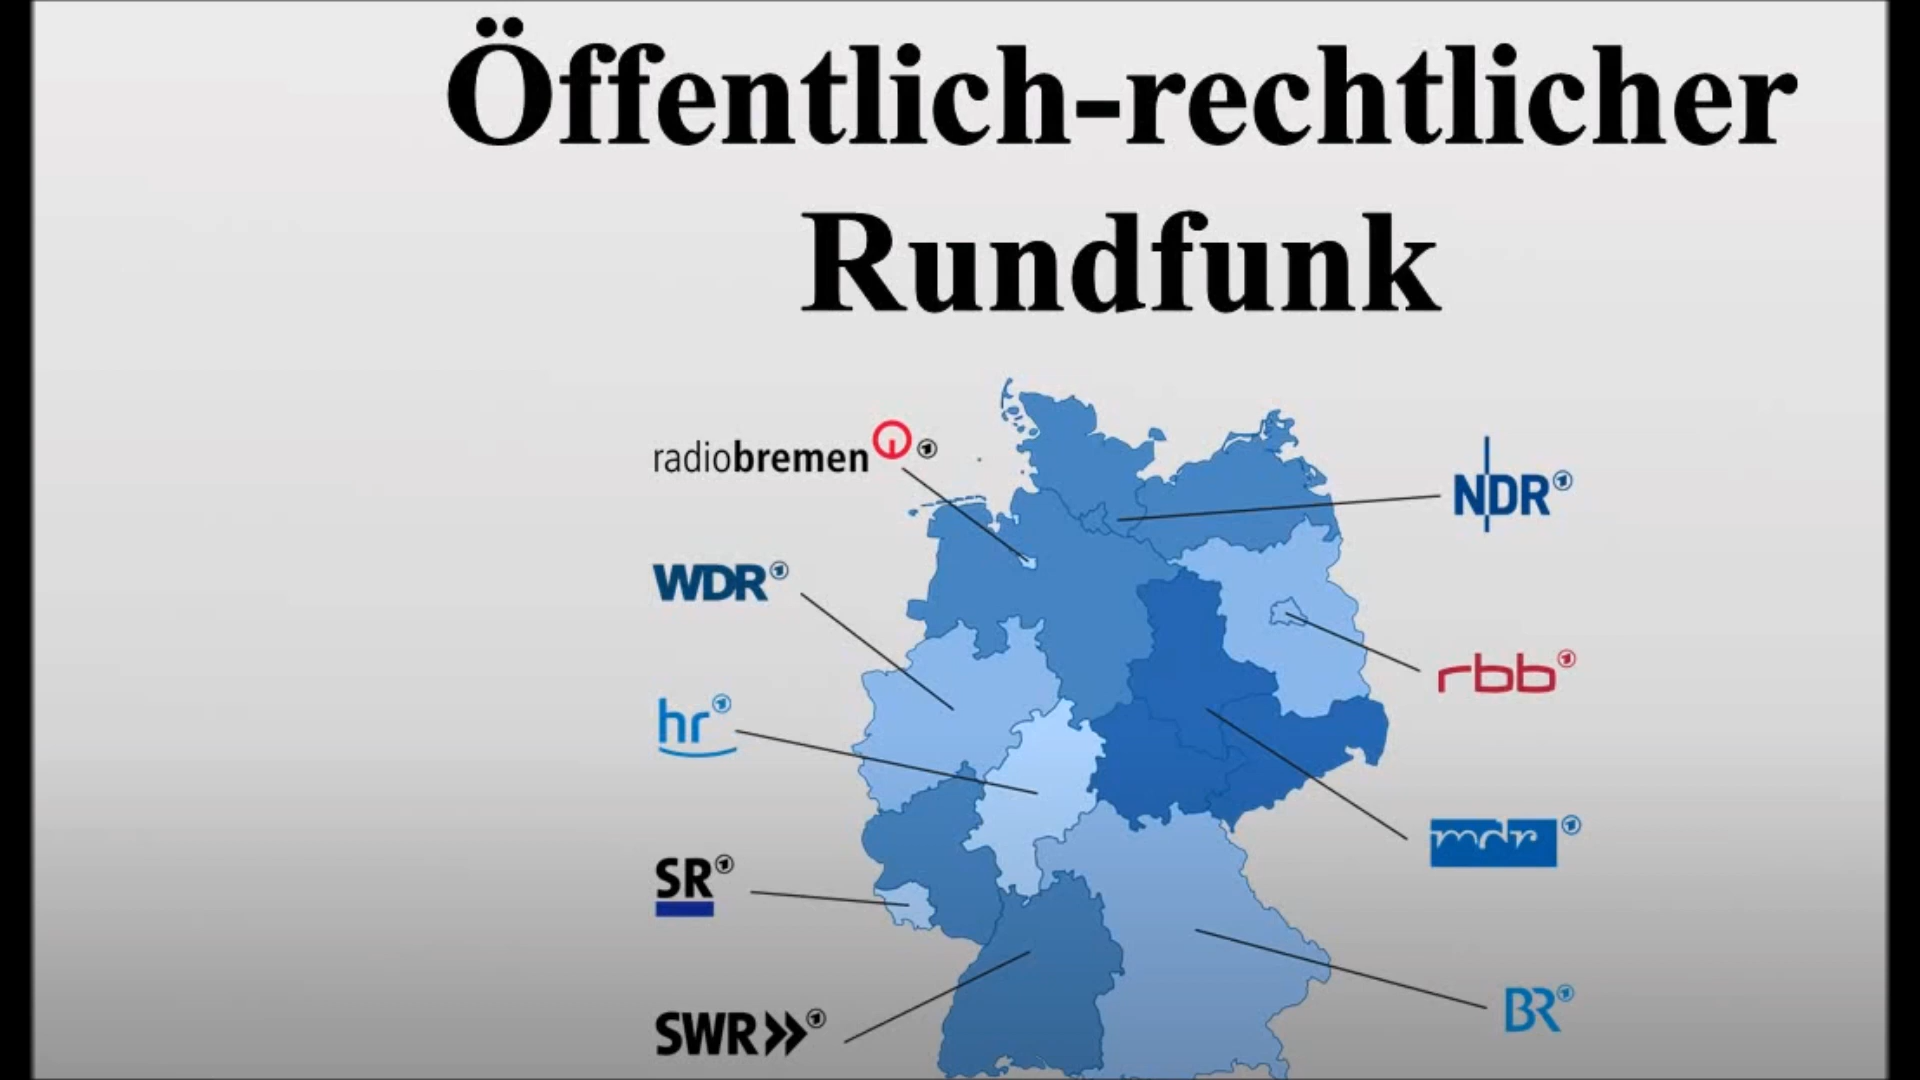 Öffentlich-rechtlicher
Rundfunk
radiobremen
NDR
WDR
rbb
hr
mdr
SR
SWR
BR